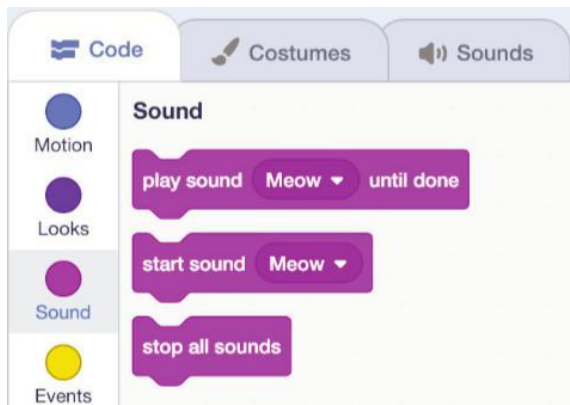 Code
Costumes
Sounds
Motion
Looks
Sound
Events
Sound
play sound Meow until done
start sound Meow
stop all sounds